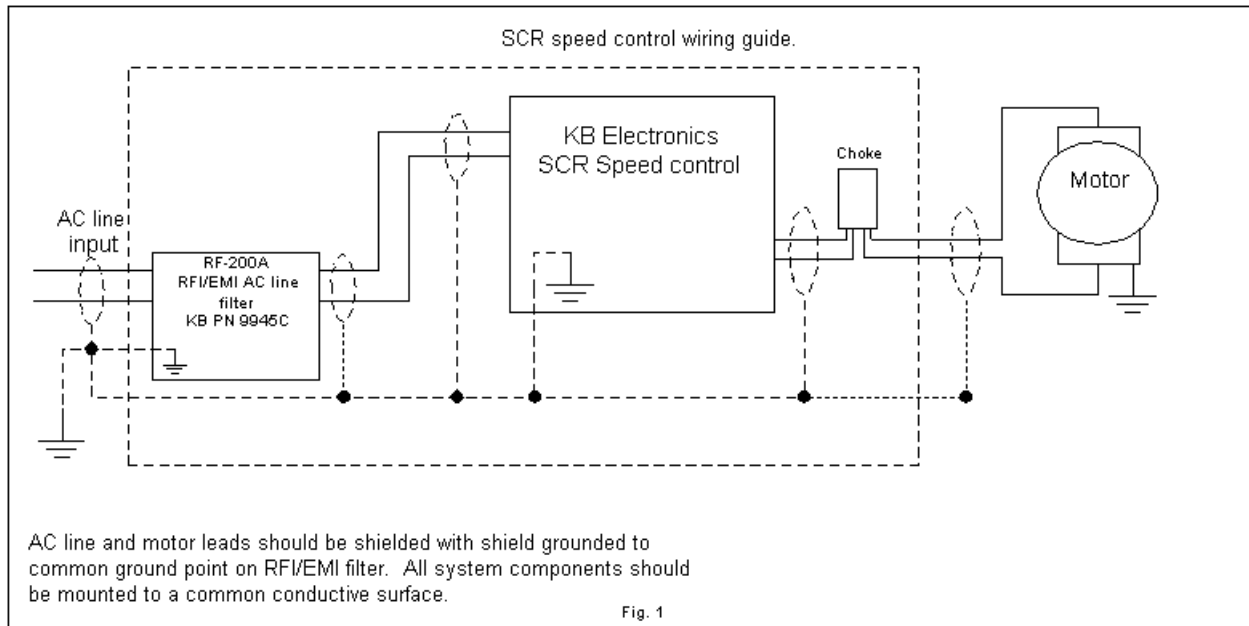 SCR speed control wiring guide.
KB Electronics
SCR Speed control
Choke
Motor
AC line
input
RF-200A
RFI/EMI AC line
filter
KB PN 9945C
AC line and motor leads should be shielded with shield grounded to
common ground point on RFI/EMI filter.  All system components should
be mounted to a common conductive surface.
Fig. 1